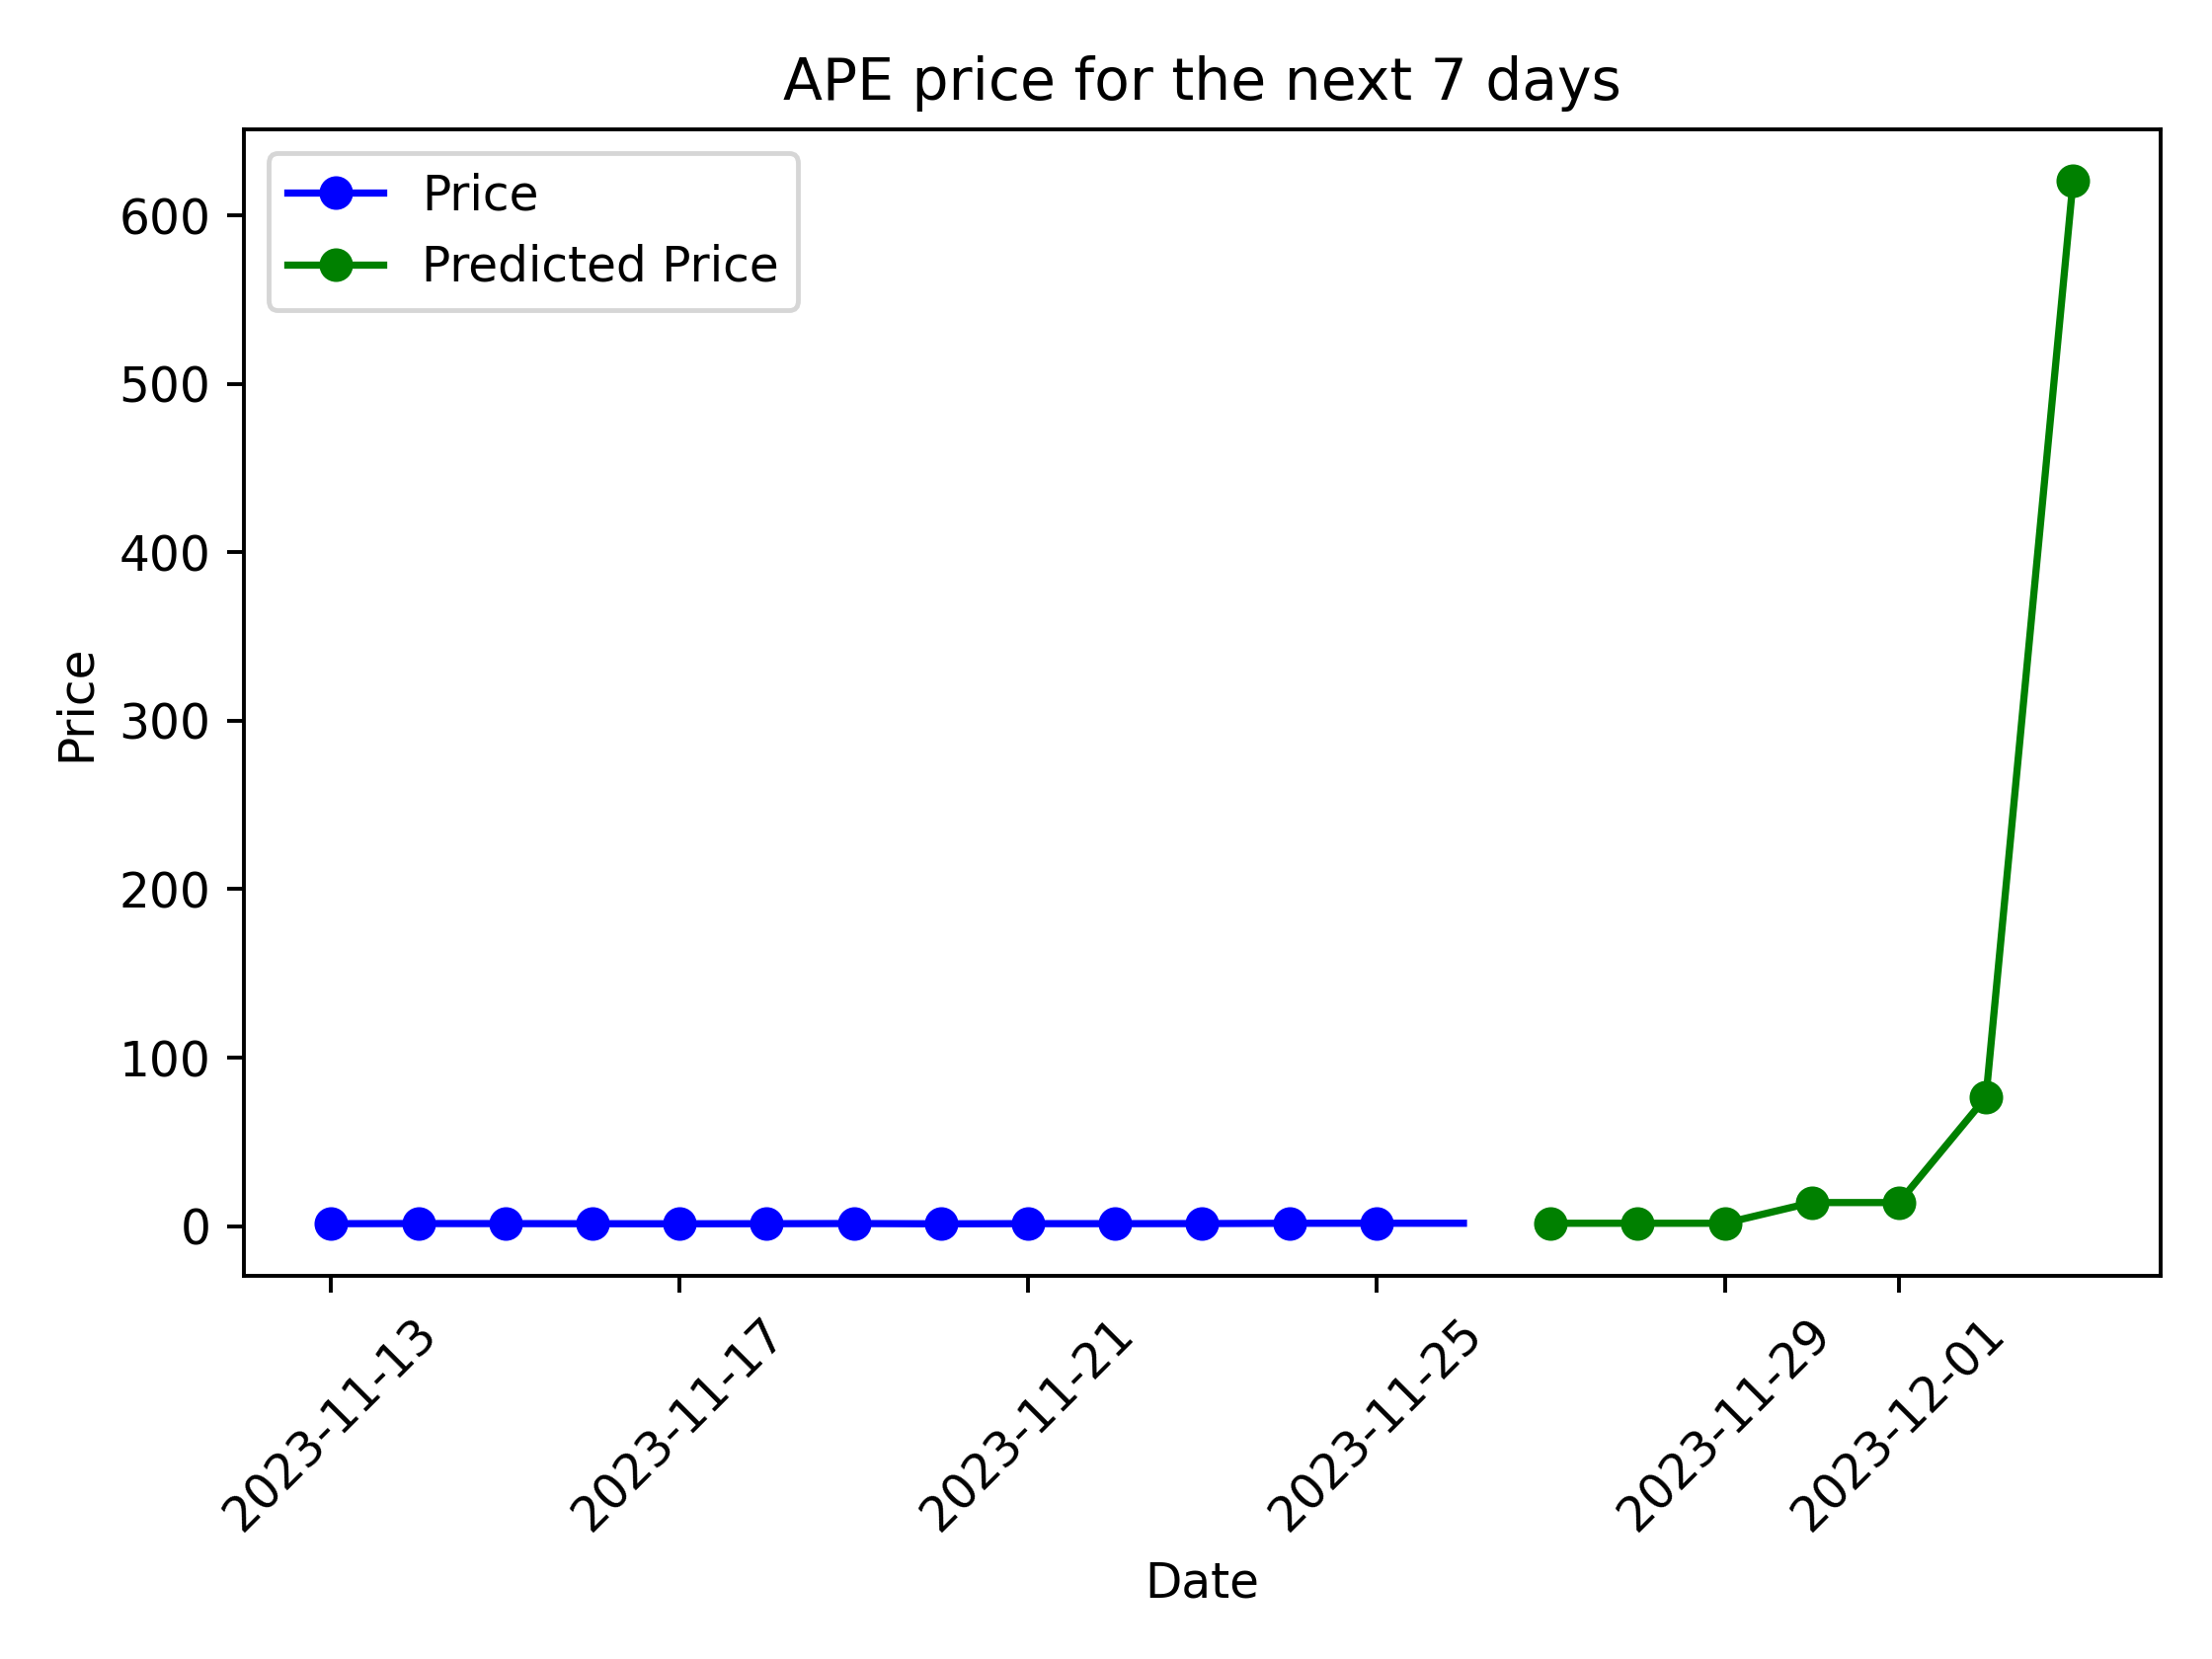 APE price for the next 7 days
Price
Predicted Price
600
500
400
300
200
100
0
Price
2023-11-13
2023-11-17
2023-11-21
2023-11-25
2023-11-29
2023-12-01
Date